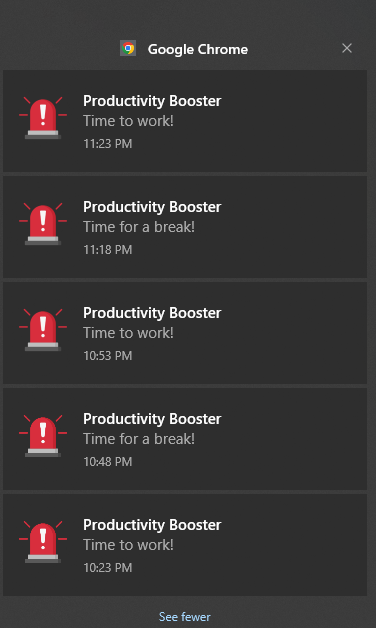 Google Chrome
Productivity Booster
Time to work!
11:23 PM
Productivity Booster
Time for a break!
11:18 PM
Productivity Booster
Time to work!
10:53 PM
Productivity Booster
Time for a break!
10:48 PM
Productivity Booster
Time to work!
10:23 PM
See fewer